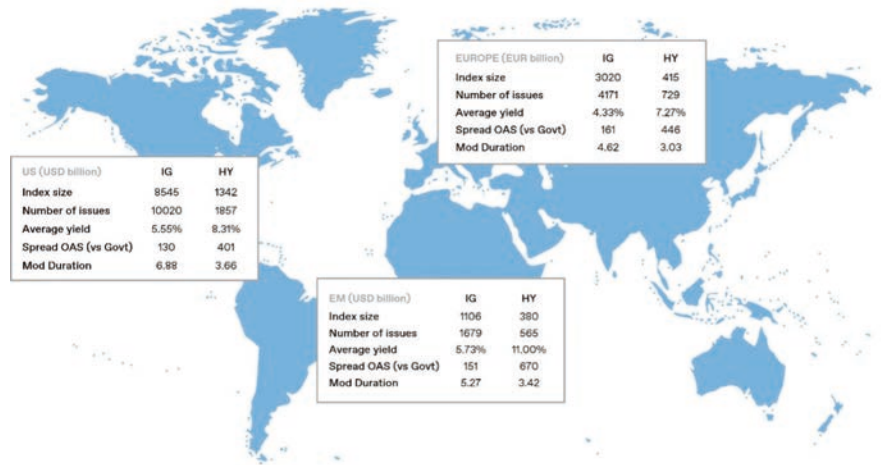 EUROPE (EUR billion) IG HY
Index size 3020 415
Number of issues 4171 729
Average yield 4.33% 7.27%
Spread OAS (vs Govt) 161 446
Mod Duration 4.62 3.03
US (USD billion) IG HY
Index size 8545 1342
Number of issues 10020 1857
Average yield 5.55% 8.31%
Spread OAS (vs Govt) 130 401
Mod Duration 6.88 3.66
EM (USD billion) IG HY
Index size 1106 380
Number of issues 1679 565
Average yield 5.73% 11.00%
Spread OAS (vs Govt) 151 670
Mod Duration 5.27 3.42